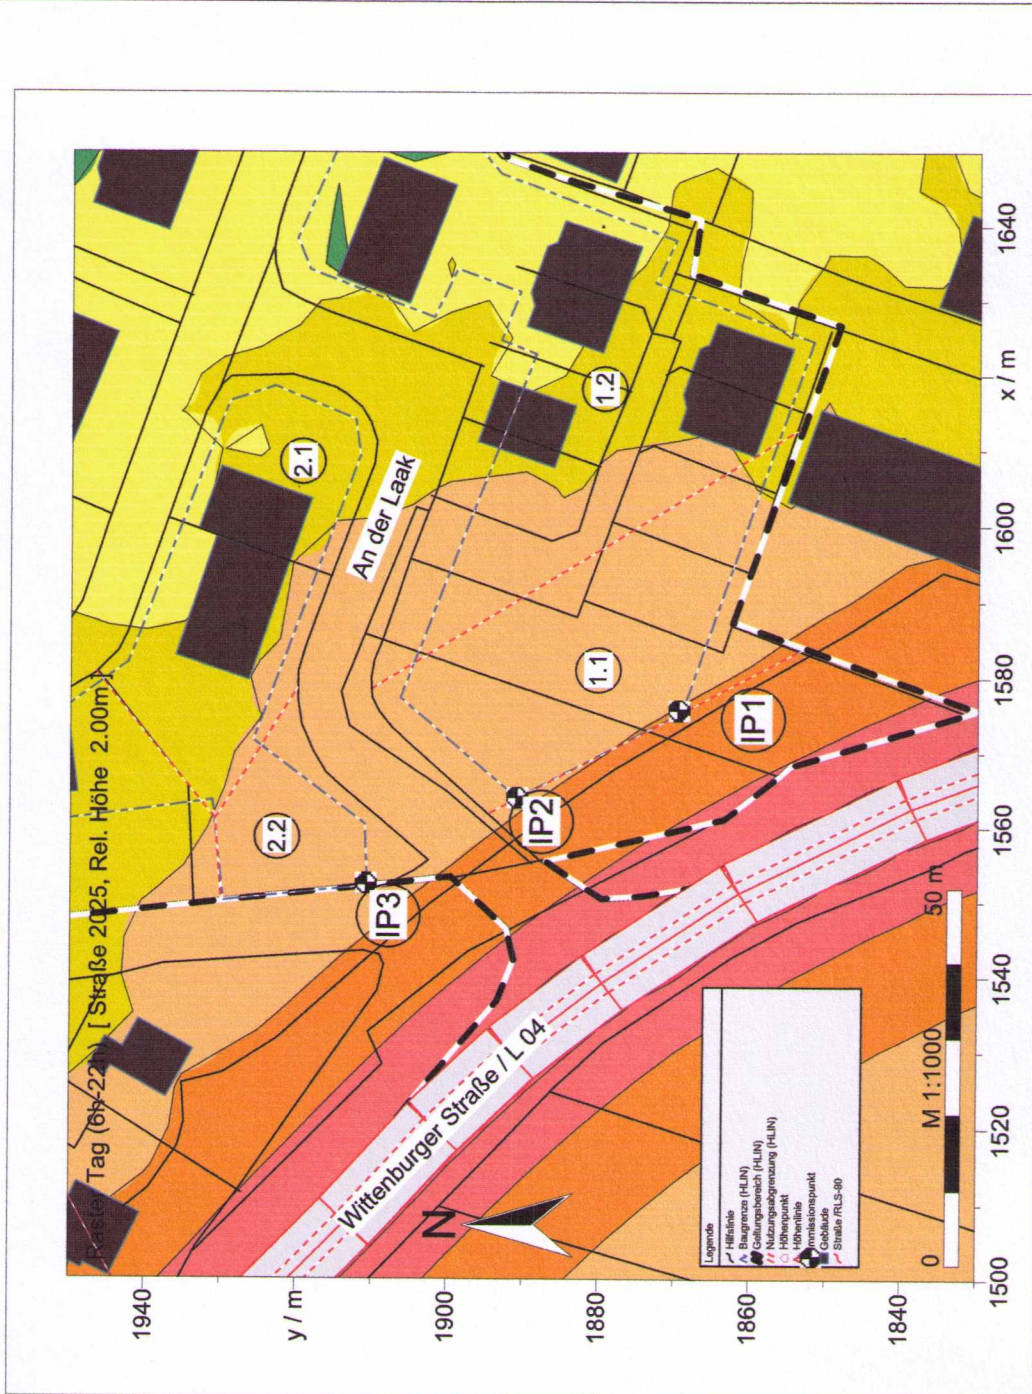 Raster Tag (6h-22h) [ Straße 2025, Rel. Höhe 2.00m ]
1940
y / m
1900
1880
1860
1840
2.2
2.1
An der Laak
IP3
IP2
1.1
1.2
IP1
Wittenburger Straße / L 04
N
Legende
Hilfslinie
Baugrenze (HLIN)
Geltungsbereich (HLIN)
Nutzungsabgrenzung (HLIN)
Höhenpunkt
Höhenlinie
mmissionspunkt
Gebäude
Straße /RLS-90
0
M 1:1000
50 m
1500
1520
1540
1560
1580
1600
x / m
1640